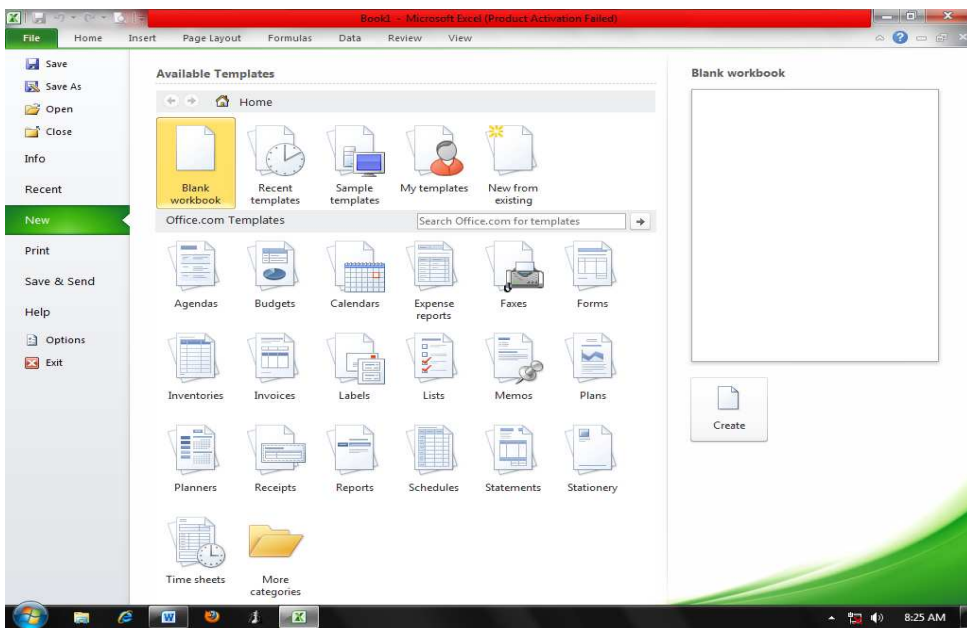 Book1 - Microsoft Excel (Product Activation Failed)
File Home Insert Page Layout Formulas Data Review View
Save
Save As
Open
Close
Info
Recent
New
Print
Save & Send
Help
Options
Exit
Available Templates
Home
Blank workbook
Recent templates
Sample templates
My templates
New from existing
Office.com Templates
Search Office.com for templates
Agendas
Budgets
Calendars
Expense reports
Faxes
Forms
Inventories
Invoices
Labels
Lists
Memos
Plans
Planners
Receipts
Reports
Schedules
Statements
Stationery
Time sheets
More categories
Blank workbook
Create
8:25 AM